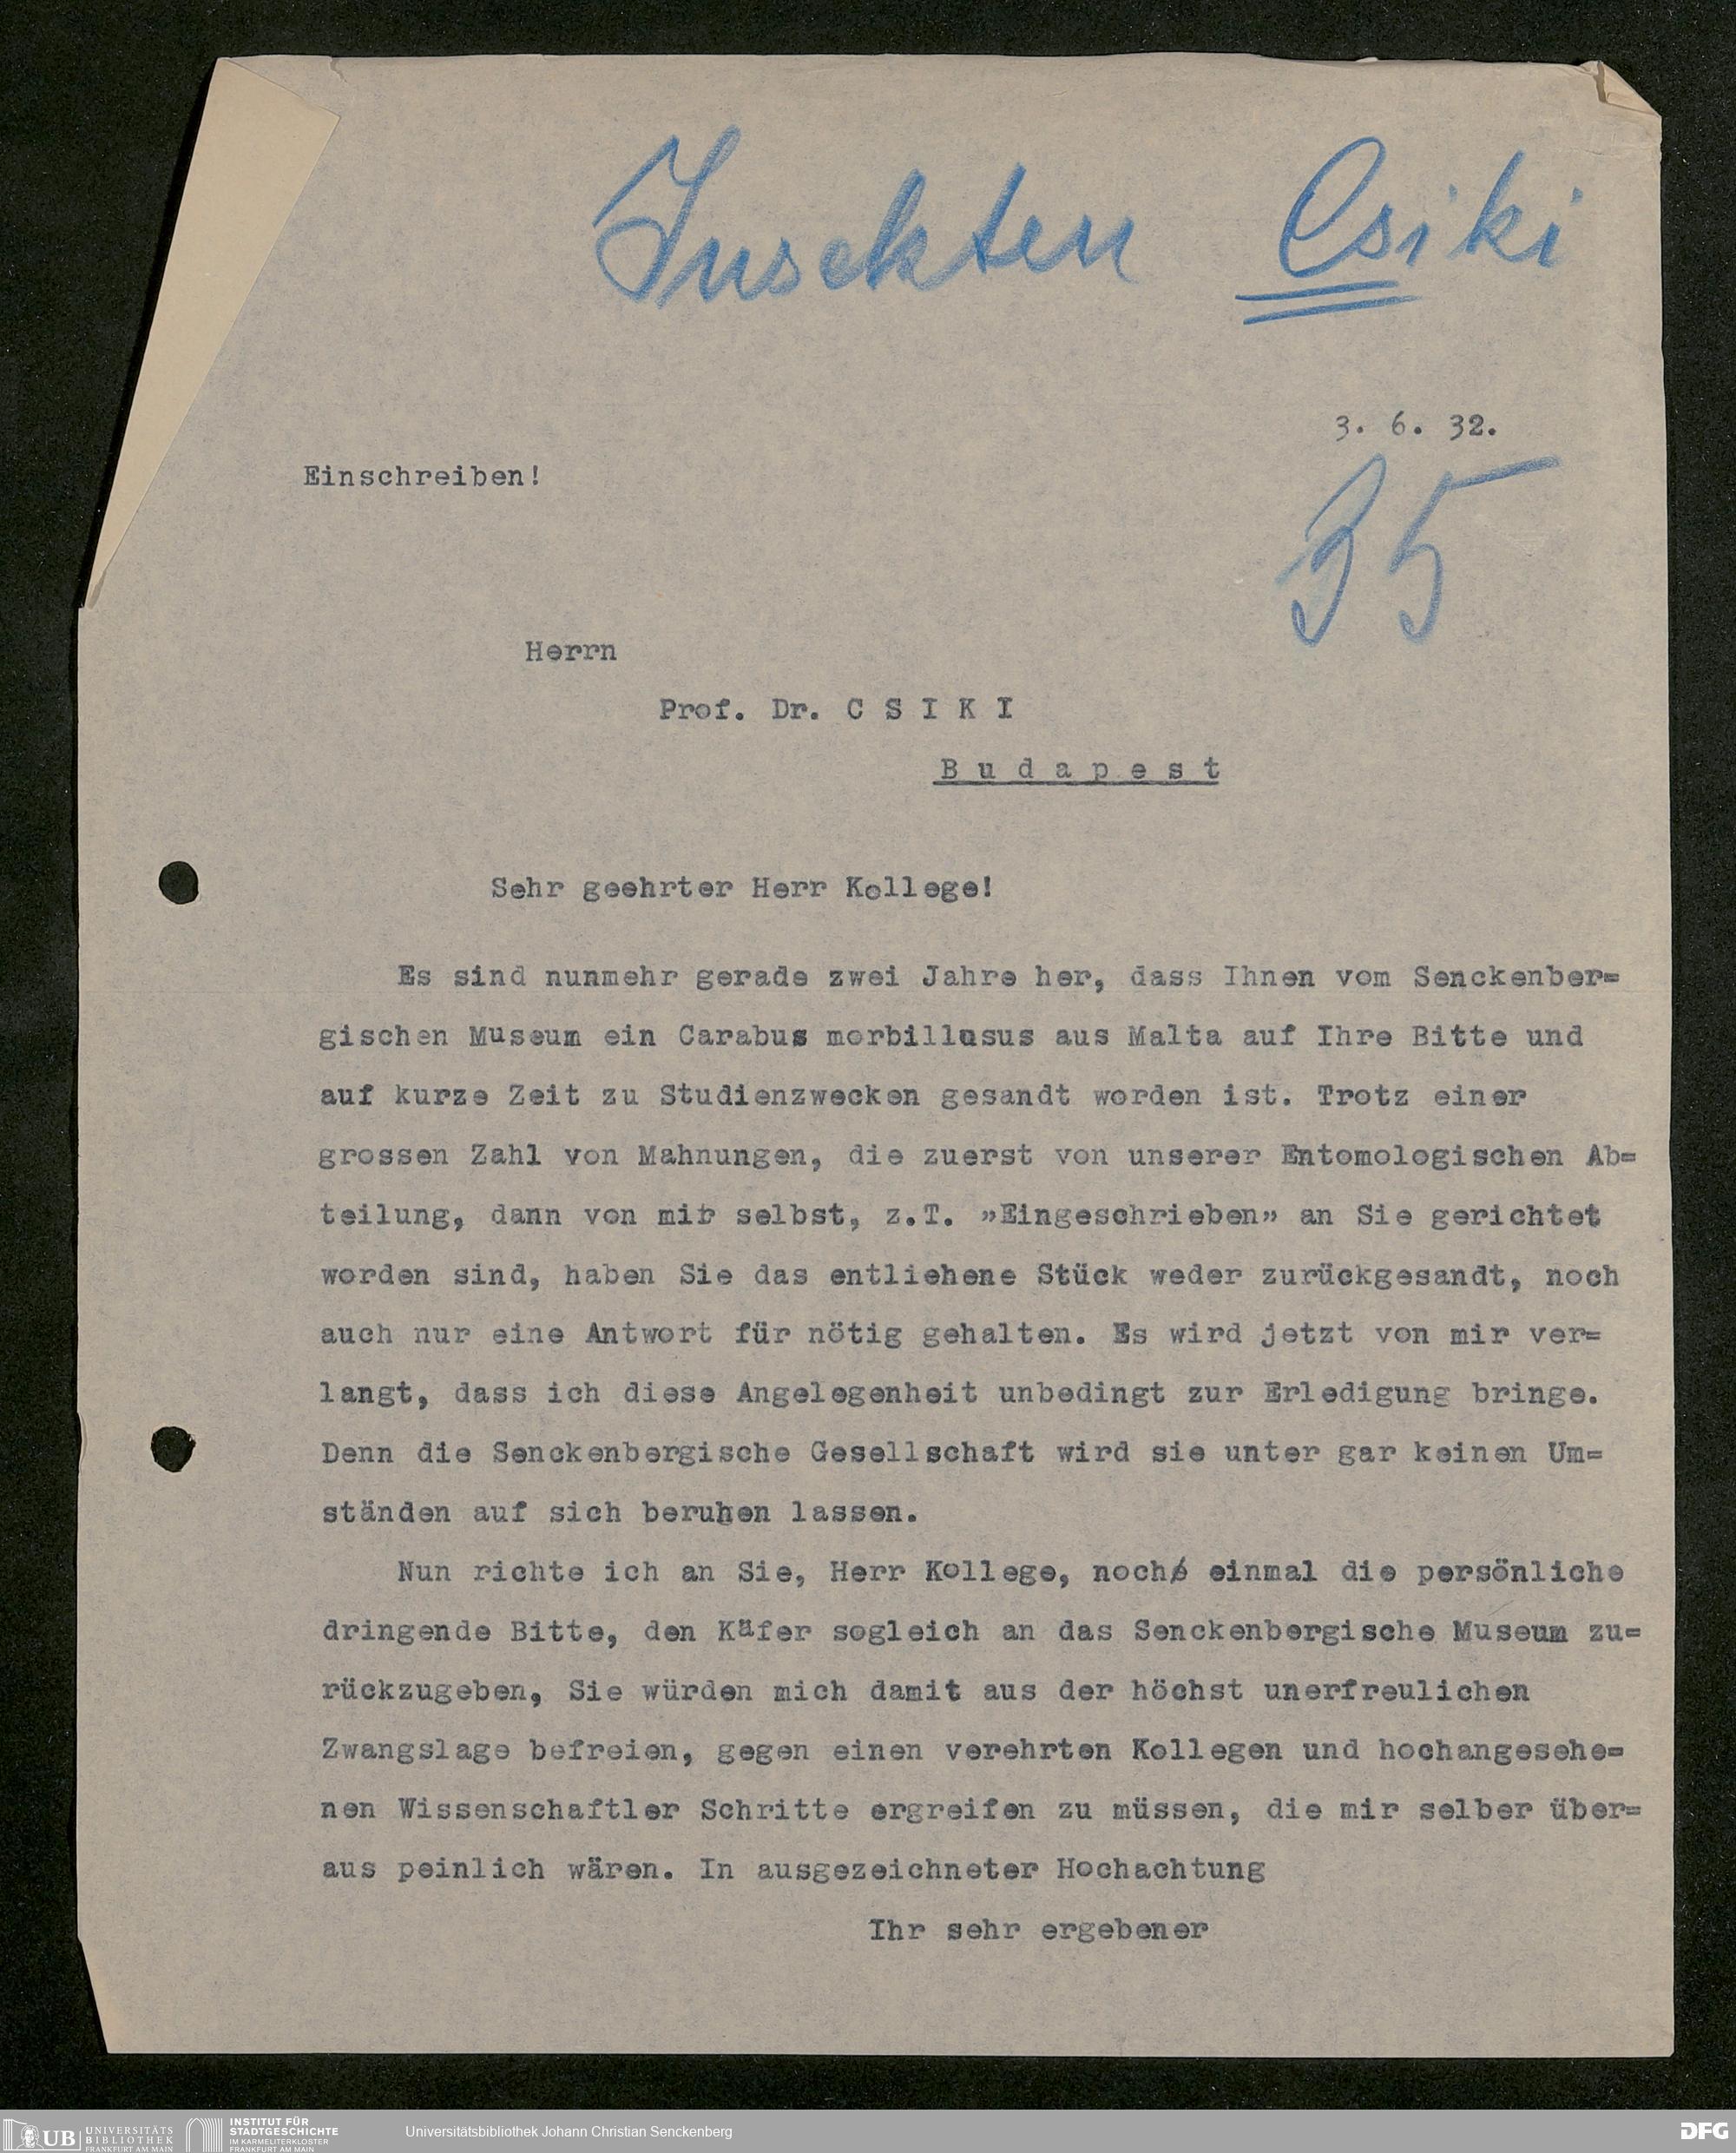 Insekten Csiki
3. 6. 32.
Einschreiben!
35
Herrn
Prof. Dr. C S I K I
B u d a p e s t
Sehr geehrter Herr Kollege!
Es sind nunmehr gerade zwei Jahre her, dass Ihnen vom Senckenber=
gischen Museum ein Carabus morbillusus aus Malta auf Ihre Bitte und
auf kurze Zeit zu Studienzwecken gesandt worden ist. Trotz einer
grossen Zahl von Mahnungen, die zuerst von unserer Entomologischen Ab=
teilung, dann von mir selbst, z.T. »Eingeschrieben» an Sie gerichtet
worden sind, haben Sie das entliehene Stück weder zurückgesandt, noch
auch nur eine Antwort für nötig gehalten. Es wird jetzt von mir ver=
langt, dass ich diese Angelegenheit unbedingt zur Erledigung bringe.
Denn die Senckenbergische Gesellschaft wird sie unter gar keinen Um=
ständen auf sich beruhen lassen.
Nun richte ich an Sie, Herr Kollege, noch einmal die persönliche
dringende Bitte, den Käfer sogleich an das Senckenbergische Museum zu=
rückzugeben, Sie würden mich damit aus der höchst unerfreulichen
Zwangslage befreien, gegen einen verehrten Kollegen und hochangesehe=
nen Wissenschaftler Schritte ergreifen zu müssen, die mir selber über=
aus peinlich wären. In ausgezeichneter Hochachtung
Ihr sehr ergebener
UB UNIVERSITÄTS
BIBLIOTHEK
FRANKFURT AM MAIN
INSTITUT FÜR
STADTGESCHICHTE
IM KARMELITERKLOSTER
FRANKFURT AM MAIN
Universitätsbibliothek Johann Christian Senckenberg
DFG